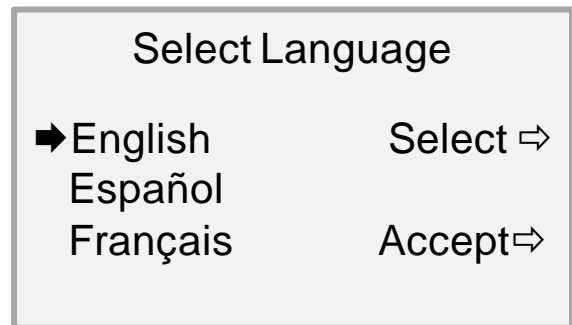 Select Language
➡English Select ⇨
Español
Français Accept⇨